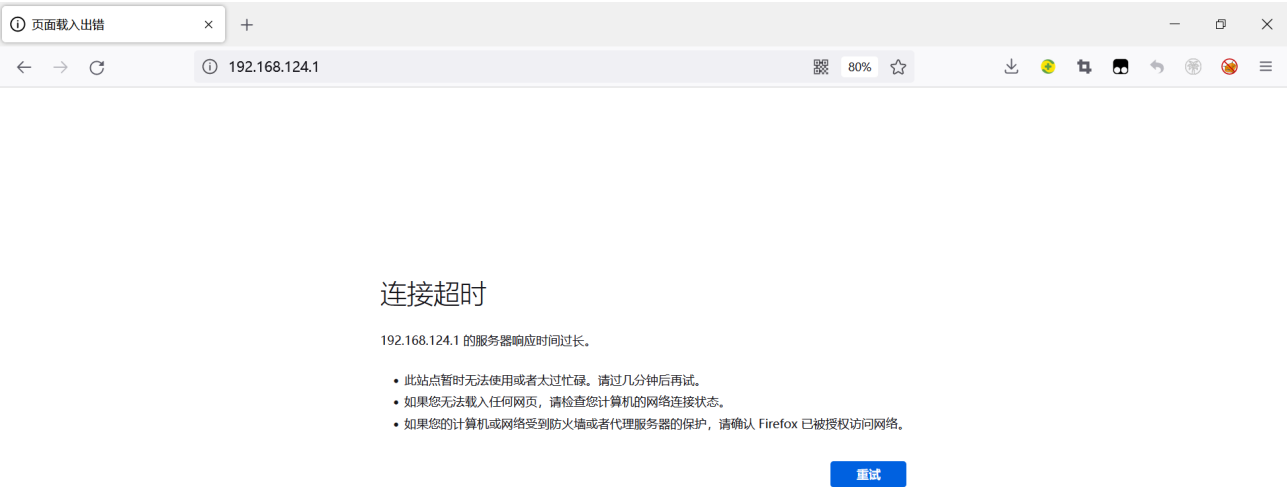 页面载入出错
192.168.124.1
80%
连接超时
192.168.124.1 的服务器响应时间过长。
此站点暂时无法使用或者太过忙碌。请过几分钟后再试。
如果您无法载入任何网页，请检查您计算机的网络连接状态。
如果您的计算机或网络受到防火墙或者代理服务器的保护，请确认 Firefox 已被授权访问网络。
重试